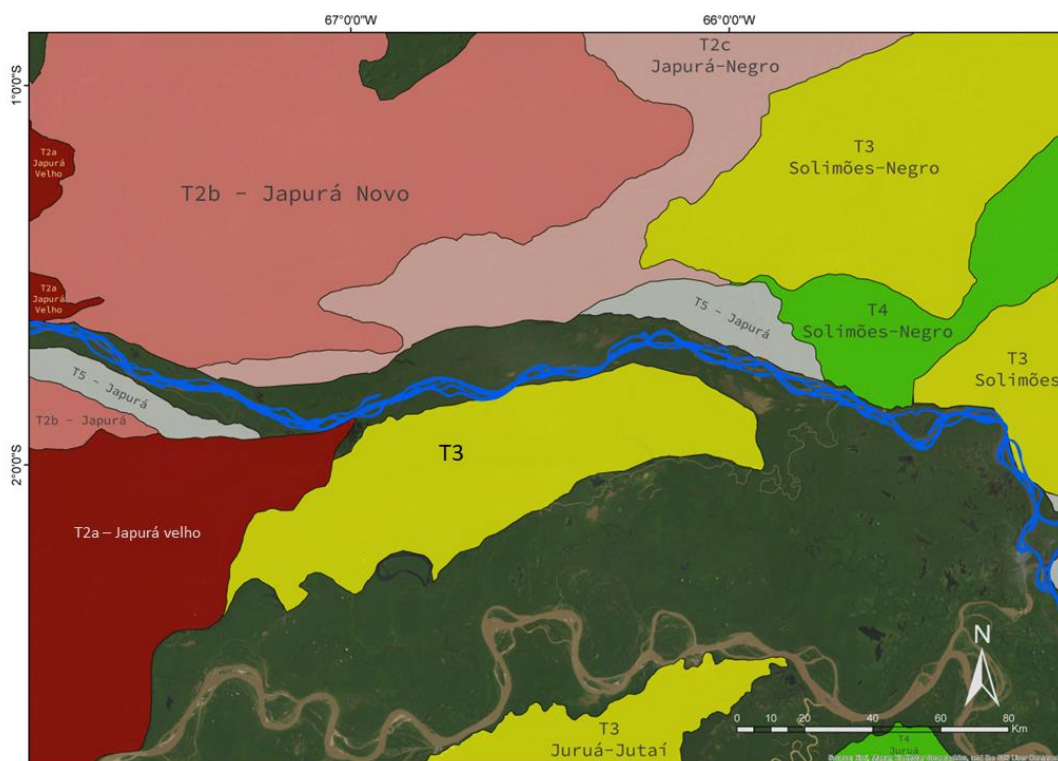 67°0'0"W
66°0'0"W
1°0'0"S
2°0'0"S
T2c
Japurá-Negro
T3
Solimões-Negro
T2a
Japurá
Velho
T2b - Japurá Novo
T2a
Japurá
Velho
T5 - Japurá
T4
Solimões-Negro
T3
Solimões
T5 - Japurá
T2b - Japurá
T3
T2a – Japurá velho
N
T3
Juruá-Jutaí
T4
Juruá
0 10 20 40 60 80
Km